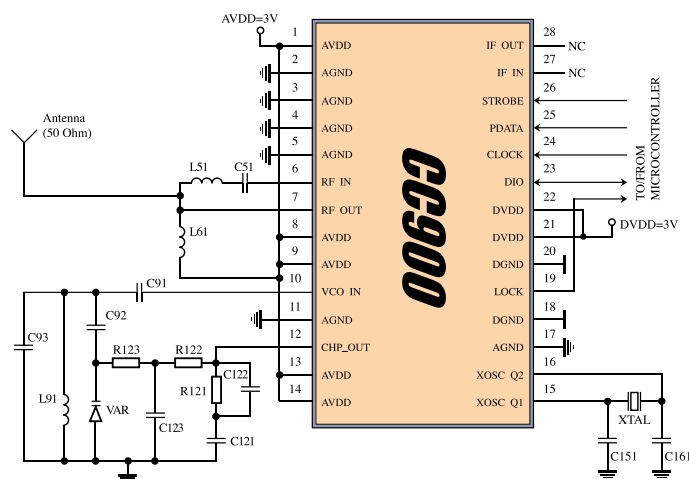 AVDD=3V
Antenna
(50 Ohm)
L51
C51
L61
C91
C93
C92
R123
R122
R121
C122
L91
VAR
C123
C121
1 AVDD
2 AGND
3 AGND
4 AGND
5 AGND
6 RF IN
7 RF OUT
8 AVDD
9 AVDD
10 VCO IN
11 AGND
12 CHP_OUT
13 AVDD
14 AVDD
CC900
IF OUT 28 NC
IF IN 27 NC
STROBE 26
PDATA 25
CLOCK 24
DIO 23
DVDD 22
DVDD 21
DGND 20
LOCK 19
DGND 18
AGND 17
XOSC Q2 16
XOSC Q1 15
TO/FROM
MICROCONTROLLER
DVDD=3V
XTAL
C151
C161